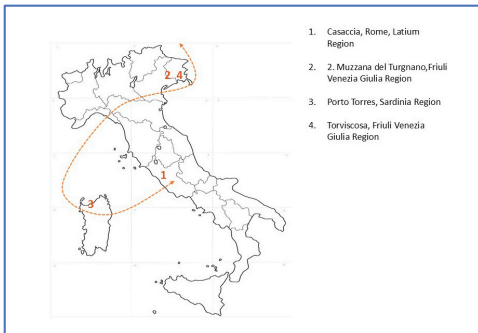 2 4
1
3
1. Casaccia, Rome, Latium
Region
2. 2. Muzzana del Turgnano,Friuli
Venezia Giulia Region
3. Porto Torres, Sardinia Region
4. Torviscosa, Friuli Venezia
Giulia Region